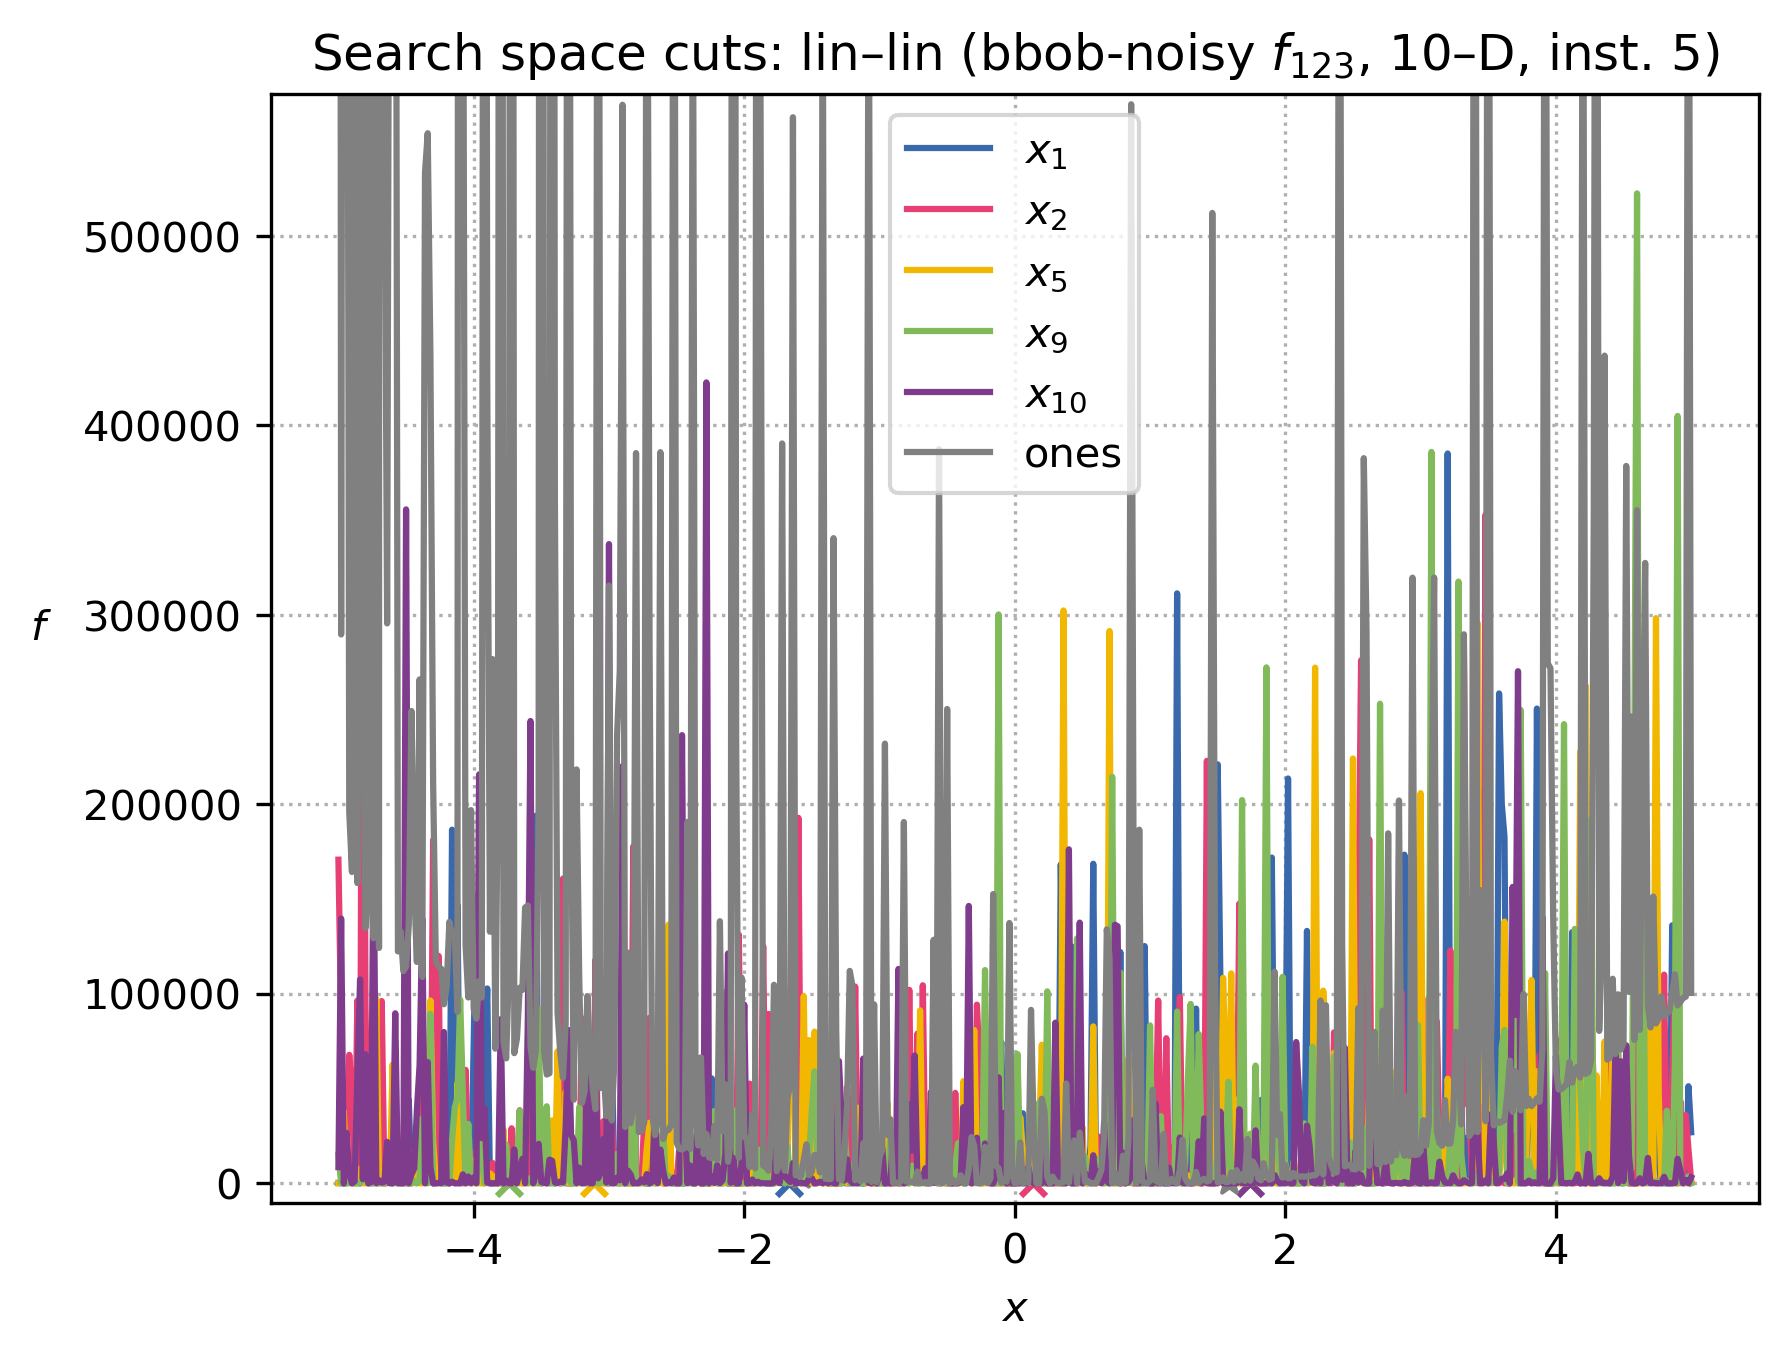 Search space cuts: lin–lin (bbob-noisy f₁₂₃, 10–D, inst. 5)
x₁
x₂
x₅
x₉
x₁₀
ones
500000
400000
300000
200000
100000
0
f
−4 −2 0 2 4
x